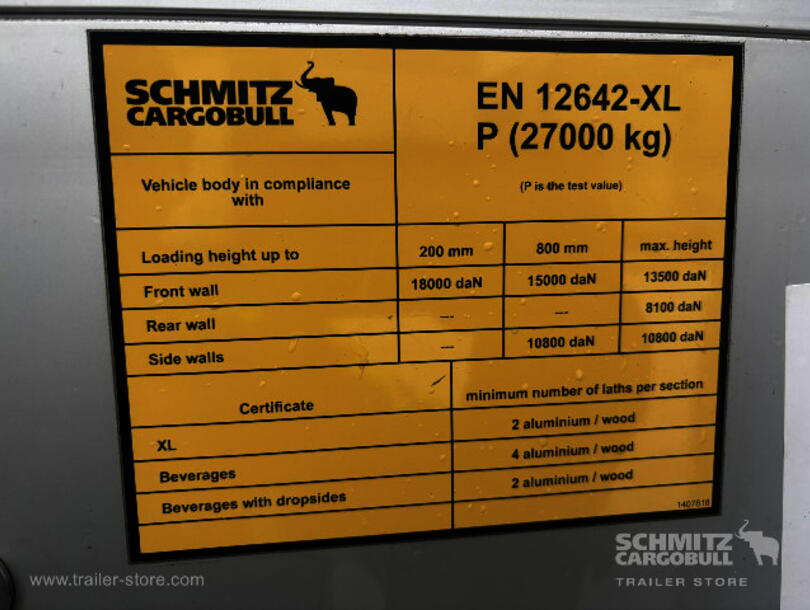 SCHMITZ
CARGOBULL
EN 12642-XL
P (27000 kg)
(P is the test value)
Vehicle body in compliance
with
Loading height up to 200 mm 800 mm max. height
Front wall 18000 daN 15000 daN 13500 daN
Rear wall --- --- 8100 daN
Side walls --- 10800 daN 10800 daN
Certificate minimum number of laths per section
XL 2 aluminium / wood
Beverages 4 aluminium / wood
Beverages with dropsides 2 aluminium / wood
1407618
www.trailer-store.com
SCHMITZ
CARGOBULL
TRAILER STORE